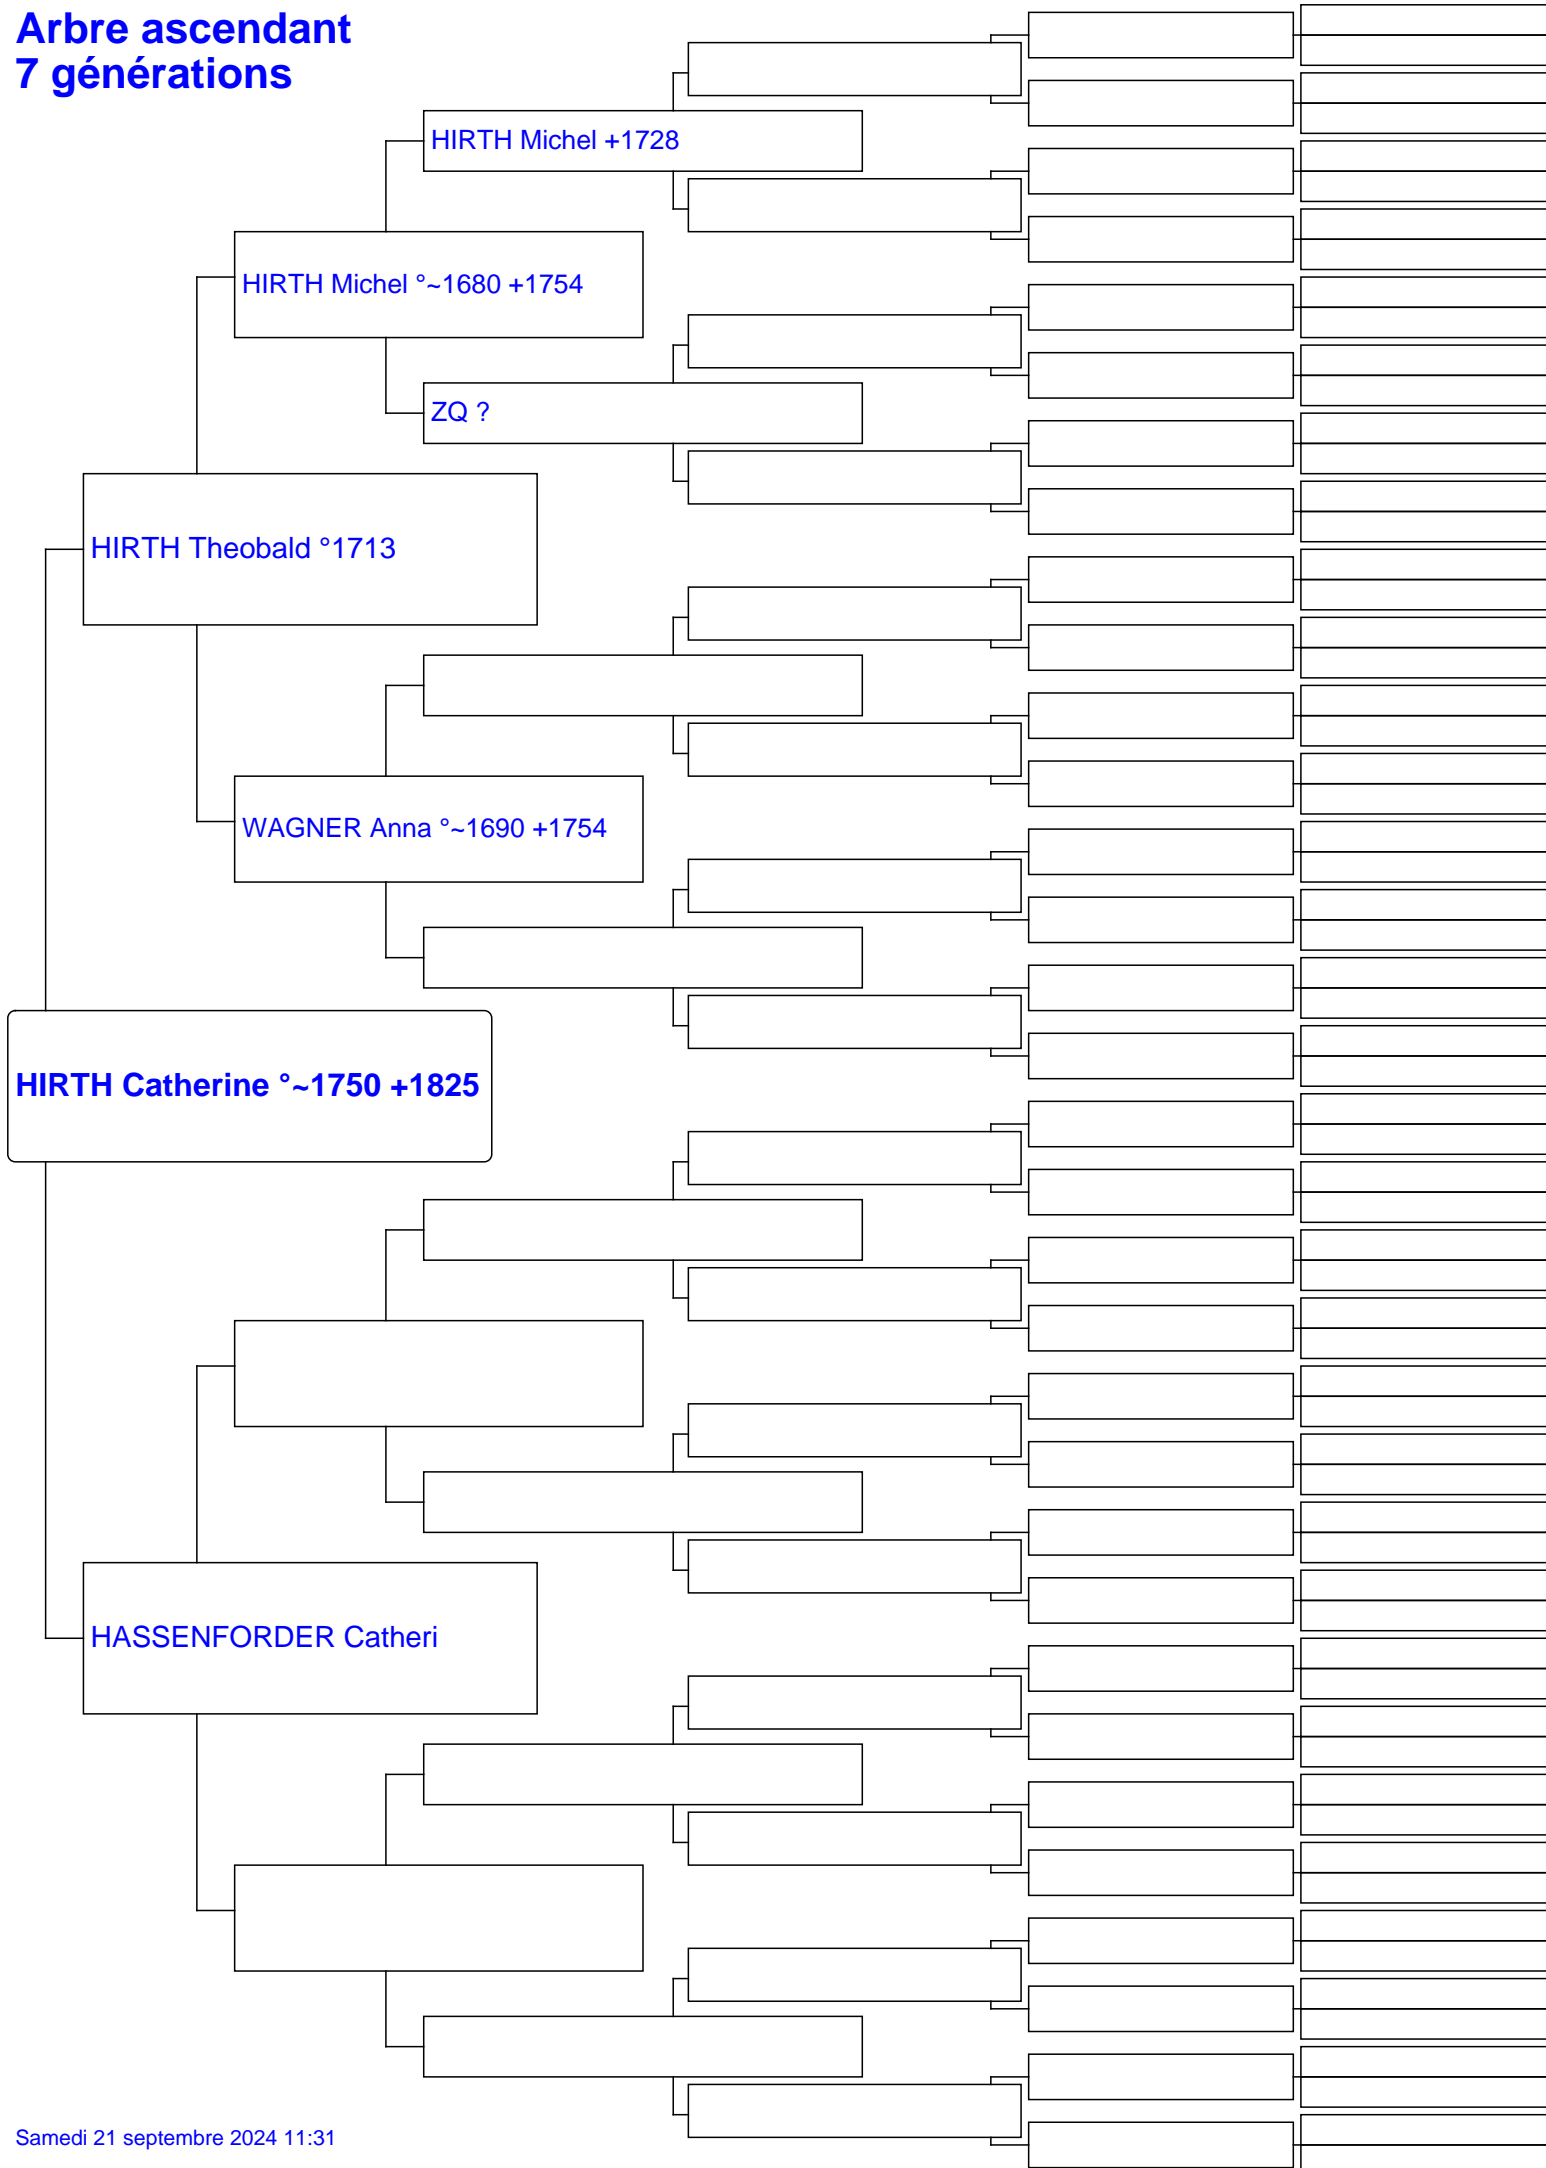 Arbre ascendant
7 générations
HIRTH Michel +1728
HIRTH Michel °~1680 +1754
ZQ ?
HIRTH Theobald °1713
WAGNER Anna °~1690 +1754
HIRTH Catherine °~1750 +1825
HASSENFORDER Catheri
Samedi 21 septembre 2024 11:31